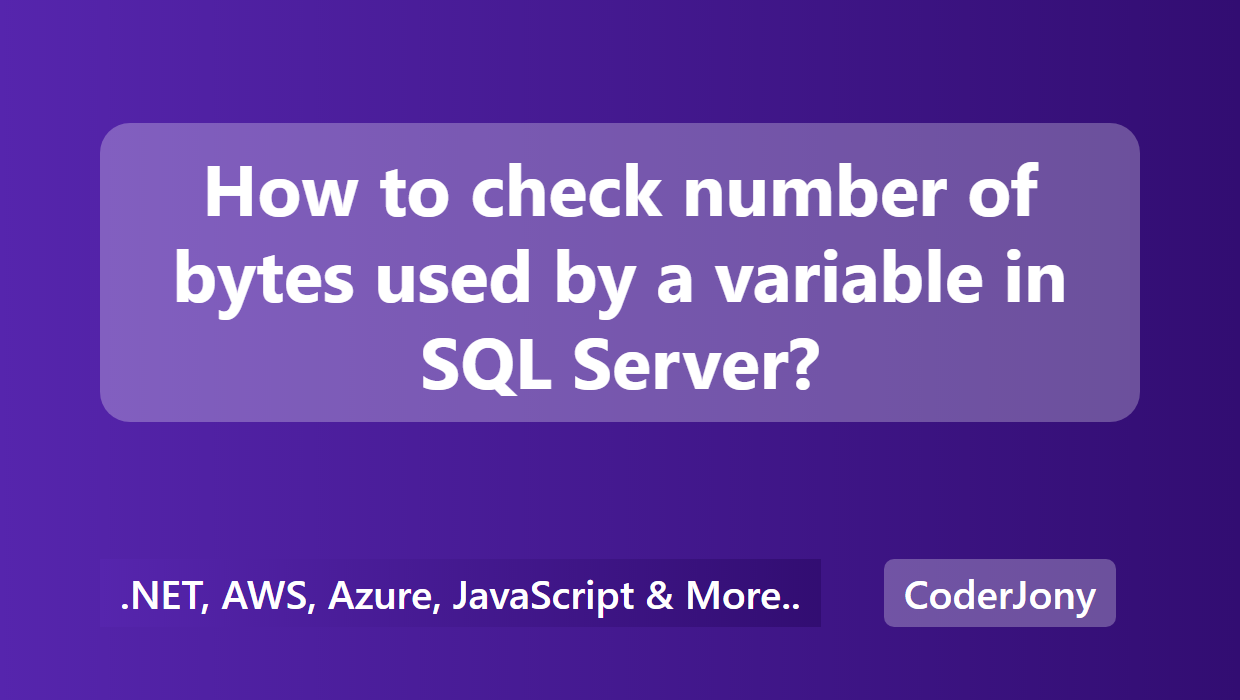 How to check number of
bytes used by a variable in
SQL Server?
.NET, AWS, Azure, JavaScript & More..
CoderJony